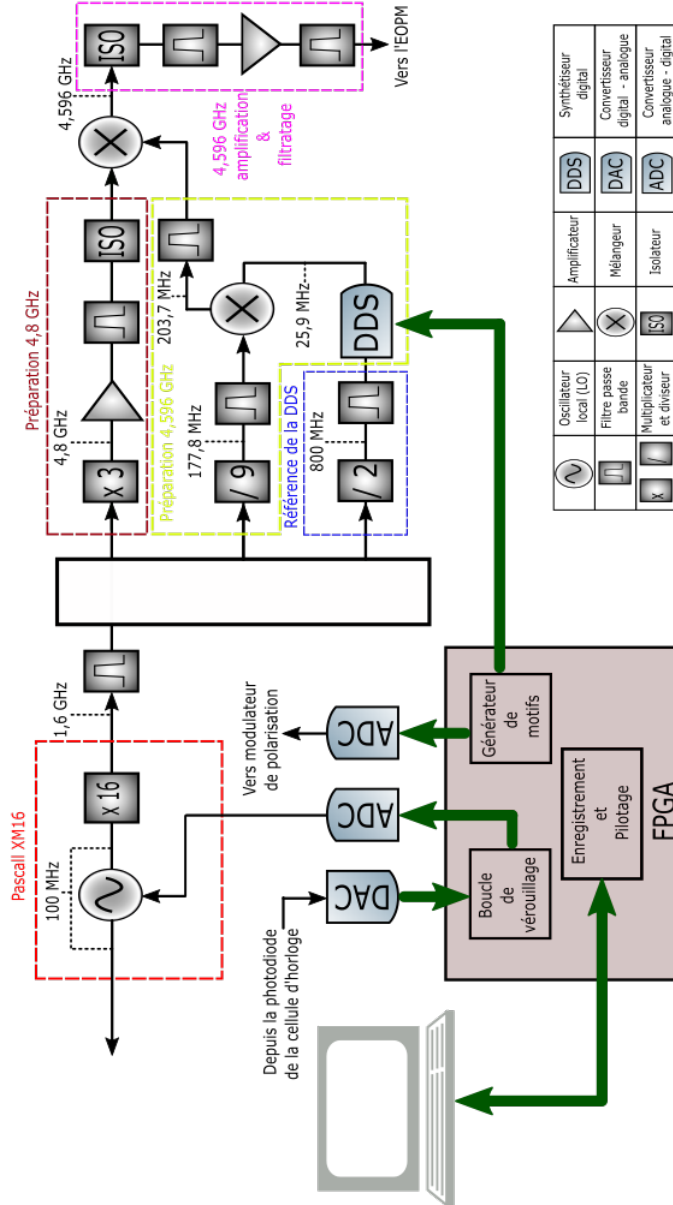 Pascall XM16
100 MHz
x 16
1,6 GHz
Préparation 4,8 GHz
x 3
4,8 GHz
ISO
4,596 GHz
ISO
4,596 GHz
amplification
&
filtratage
Vers l'EOPM
Préparation 4,596 GHz
/ 9
177,8 MHz
203,7 MHz
25,9 MHz
DDS
Référence de la DDS
/ 2
800 MHz
Depuis la photodiode
de la cellule d'horloge
DAC
ADC
ADC
Vers modulateur
de polarisation
Boucle
de
vérouillage
Générateur
de
motifs
Enregistrement
et
Pilotage
FPGA
Oscillateur
local (LO)
Amplificateur
DDS
Synthétiseur
digital
Filtre passe
bande
Mélangeur
DAC
Convertisseur
digital - analogue
x
/
Multiplicateur
et diviseur
ISO
Isolateur
ADC
Convertisseur
analogue - digital